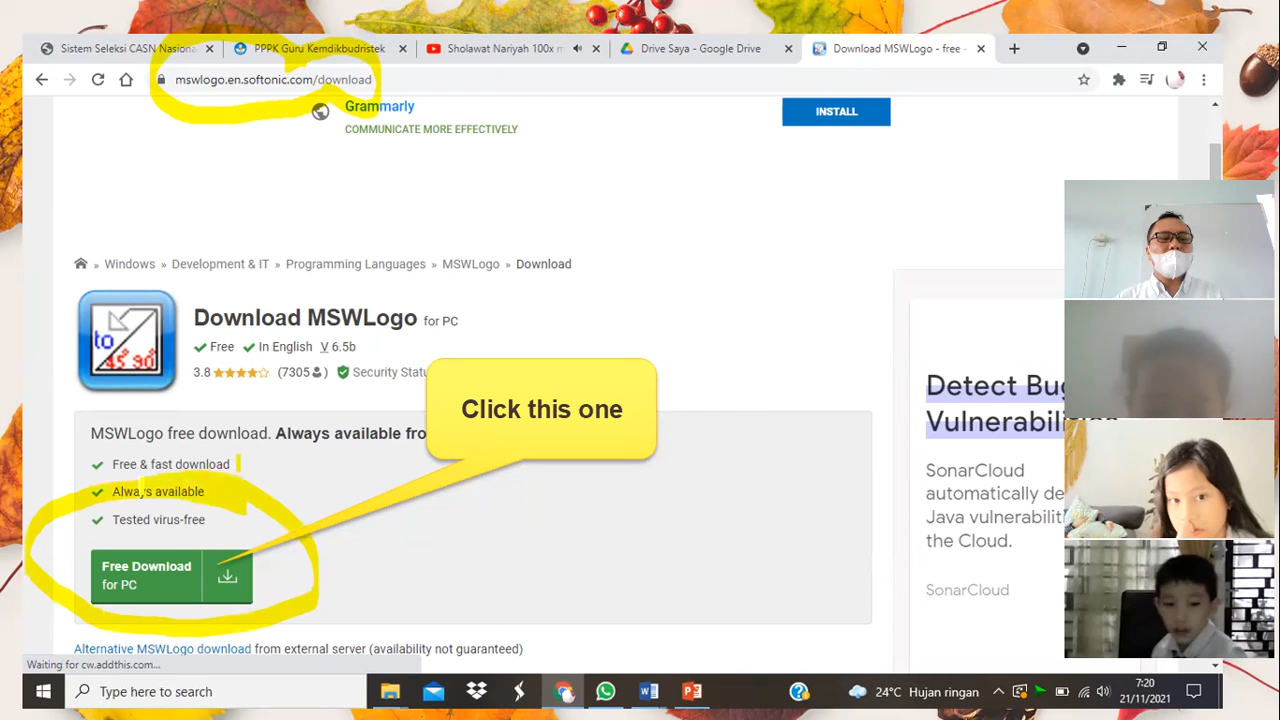 Sistem Seleksi CASN Nasiona
PPPK Guru Kemdikbudristek
Sholawat Nariyah 100x m
Drive Saya - Google Drive
Download MSWLogo - free -
mswlogo.en.softonic.com/download
Grammarly
COMMUNICATE MORE EFFECTIVELY
INSTALL
» Windows » Development & IT » Programming Languages » MSWLogo » Download
to
45° 90°
Download MSWLogo for PC
Free In English V 6.5b
3.8 (7305 ) Security Statu
Click this one
MSWLogo free download. Always available fro
Free & fast download
Always available
Tested virus-free
Free Download
for PC
Alternative MSWLogo download from external server (availability not guaranteed)
Detect Bu
Vulnerabili
SonarCloud
automatically de
Java vulnerabiliti
the Cloud.
SonarCloud
Waiting for cw.addthis.com...
Type here to search
24°C Hujan ringan
7:20
21/11/2021